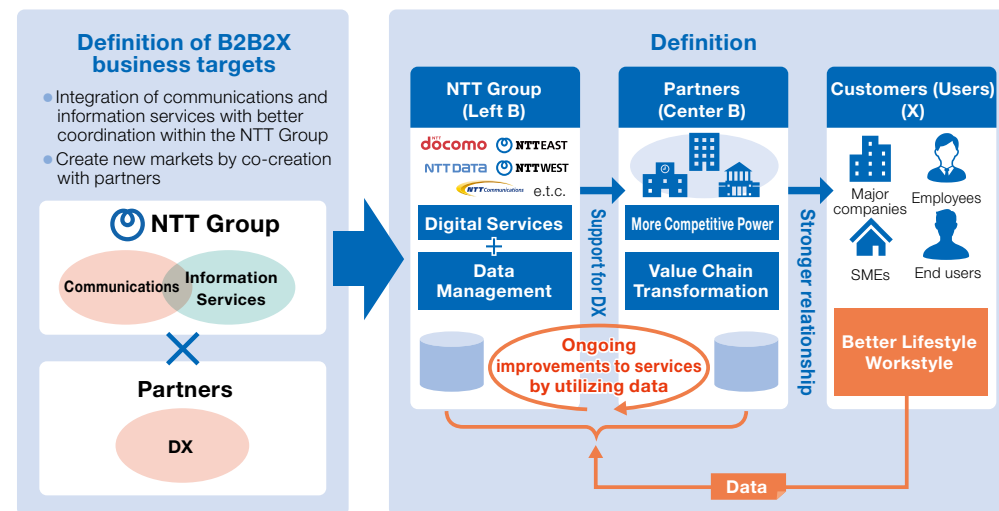 Definition of B2B2X
business targets
Integration of communications and
information services with better
coordination within the NTT Group
Create new markets by co-creation
with partners
NTT Group
Communications
Information
Services
Partners
DX
Definition
NTT Group
(Left B)
NTT
döcomo
NTT EAST
NTT DATA
NTT WEST
NTT Communications
e.t.c.
Digital Services
+
Data
Management
Support for DX
Partners
(Center B)
More Competitive Power
Value Chain
Transformation
Ongoing
improvements to services
by utilizing data
Stronger relationship
Customers (Users)
(X)
Major
companies
Employees
SMEs
End users
Better Lifestyle
Workstyle
Data